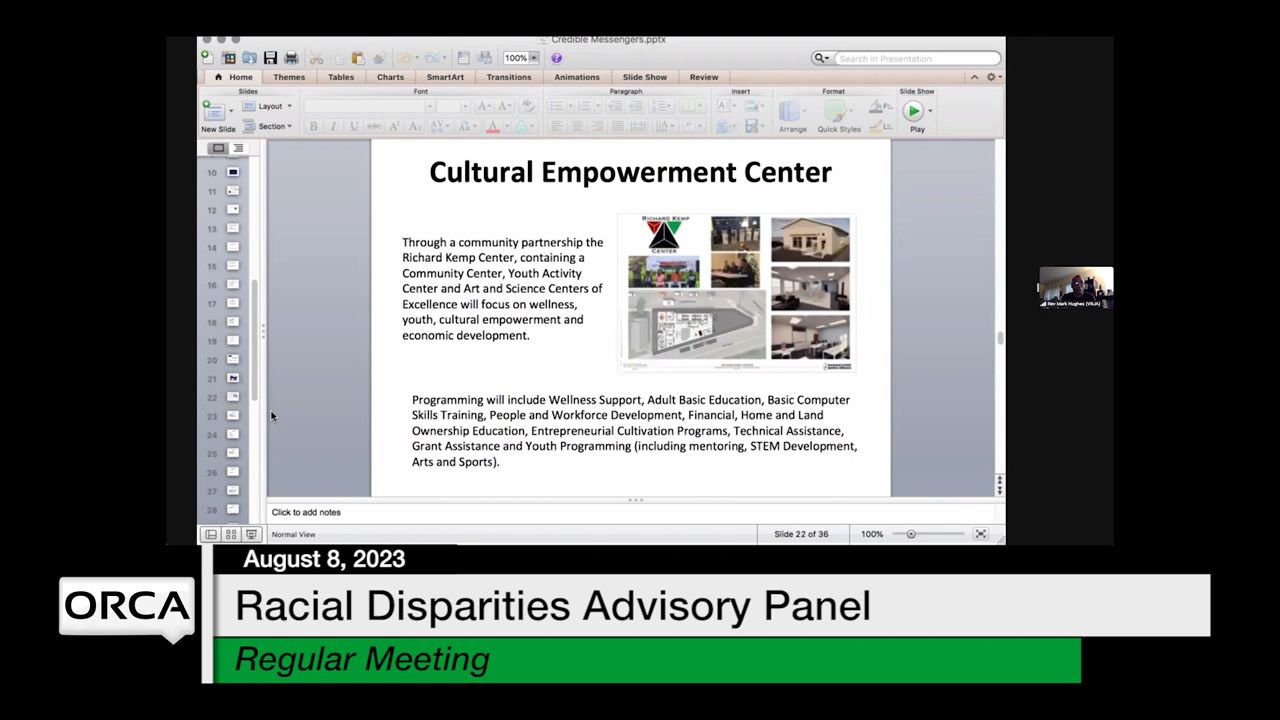 Credible Messengers.pptx
100%
Search in Presentation
Home
Themes
Tables
Charts
SmartArt
Transitions
Animations
Slide Show
Review
Slides
Font
Paragraph
Insert
Format
Slide Show
New Slide
Layout
Section
Arrange
Quick Styles
Play
10
11
12
13
14
15
16
17
18
19
20
21
22
23
24
25
26
27
28
Cultural Empowerment Center
Through a community partnership the
Richard Kemp Center, containing a
Community Center, Youth Activity
Center and Art and Science Centers of
Excellence will focus on wellness,
youth, cultural empowerment and
economic development.
RICHARD KEMP
CENTER
Programming will include Wellness Support, Adult Basic Education, Basic Computer
Skills Training, People and Workforce Development, Financial, Home and Land
Ownership Education, Entrepreneurial Cultivation Programs, Technical Assistance,
Grant Assistance and Youth Programming (including mentoring, STEM Development,
Arts and Sports).
Click to add notes
Normal View
Slide 22 of 36
100%
Rev Mark Hughes (VRJA)
August 8, 2023
ORCA
Racial Disparities Advisory Panel
Regular Meeting